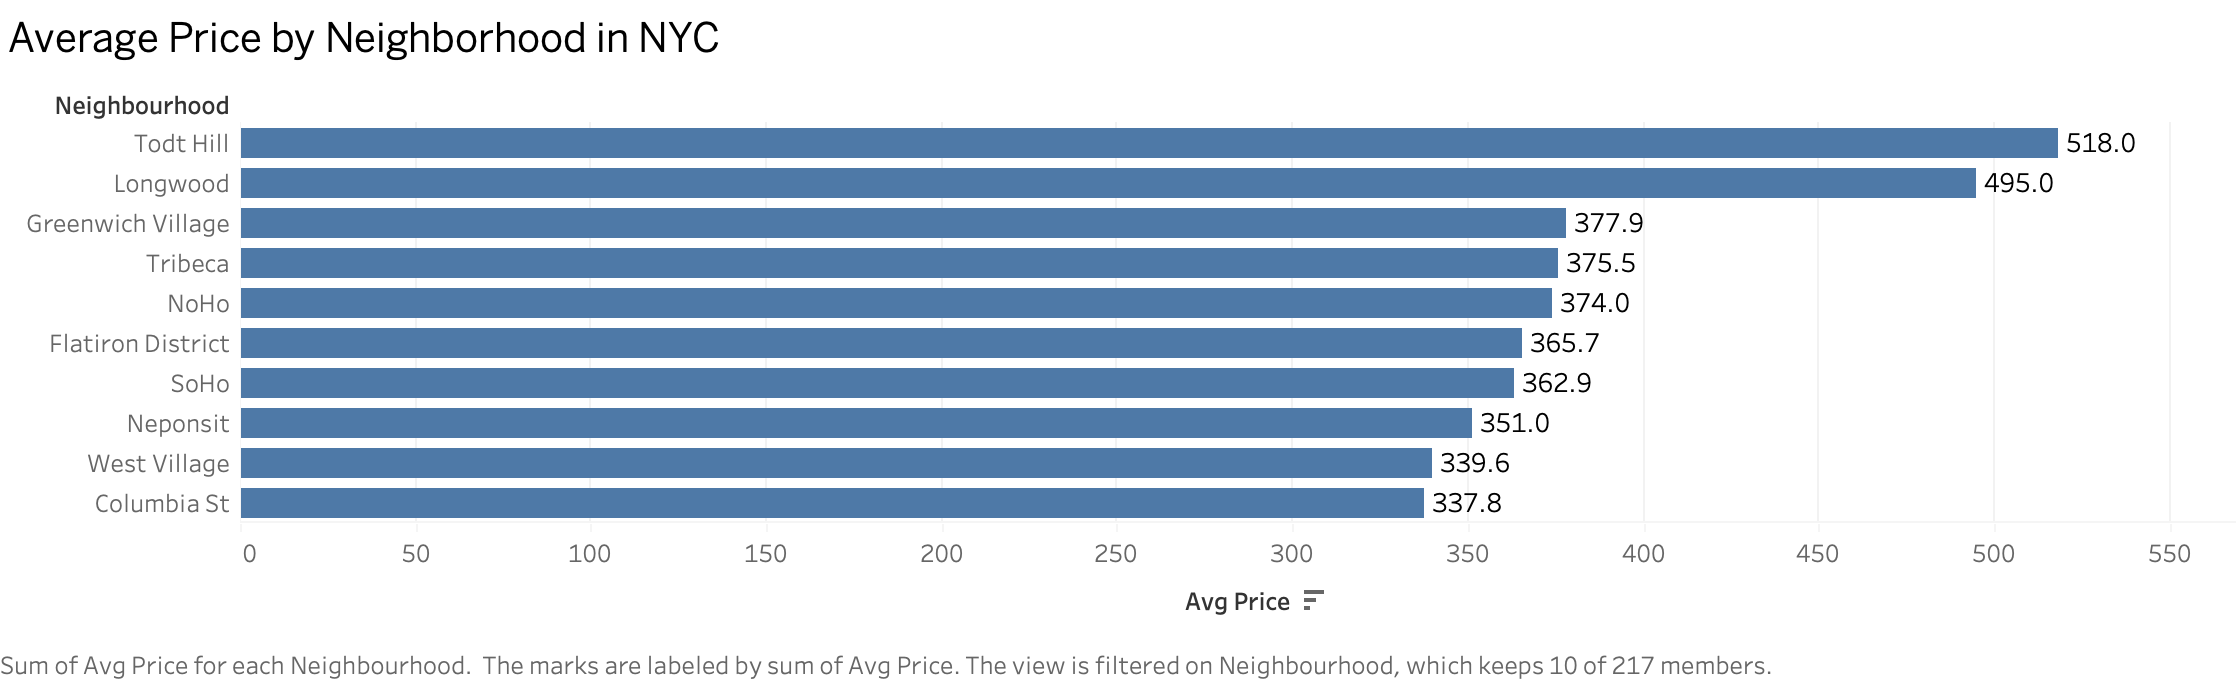 Average Price by Neighborhood in NYC
Neighbourhood
Todt Hill 518.0
Longwood 495.0
Greenwich Village 377.9
Tribeca 375.5
NoHo 374.0
Flatiron District 365.7
SoHo 362.9
Neponsit 351.0
West Village 339.6
Columbia St 337.8
0 50 100 150 200 250 300 350 400 450 500 550
Avg Price
Sum of Avg Price for each Neighbourhood.  The marks are labeled by sum of Avg Price. The view is filtered on Neighbourhood, which keeps 10 of 217 members.